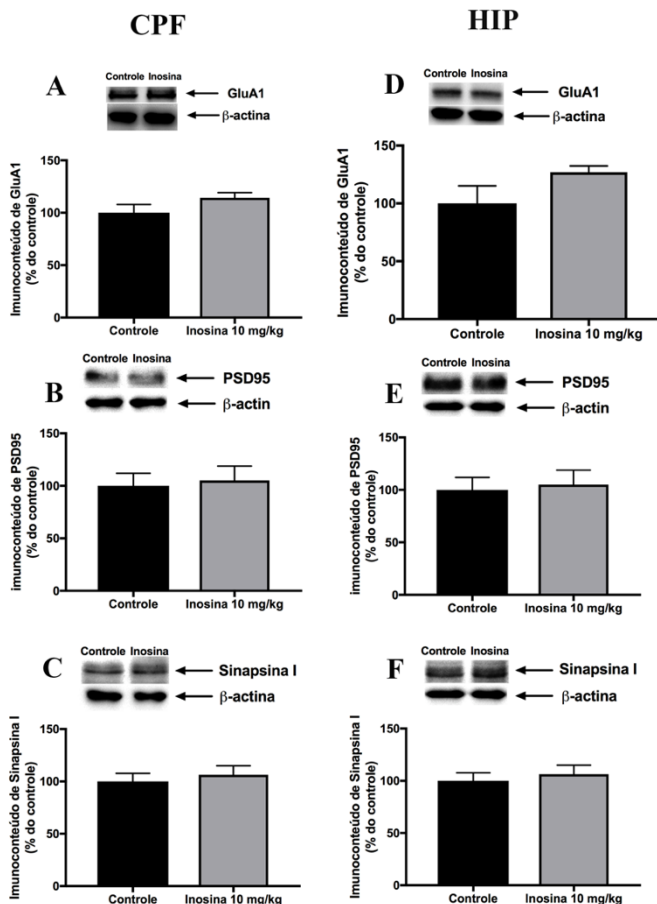 CPF
HIP
A
Controle Inosina
GluA1
β-actina
Imunoconteúdo de GluA1
(% do controle)
150
100
50
0
Controle
Inosina 10 mg/kg
D
Controle Inosina
GluA1
β-actina
Imunoconteúdo de GluA1
(% do controle)
150
100
50
0
Controle
Inosina 10 mg/kg
B
Controle Inosina
PSD95
β-actin
imunoconteúdo de PSD95
(% do controle)
150
100
50
0
Controle
Inosina 10 mg/kg
E
Controle Inosina
PSD95
β-actin
imunoconteúdo de PSD95
(% do controle)
150
100
50
0
Controle
Inosina 10 mg/kg
C
Controle Inosina
Sinapsina I
β-actina
Imunoconteúdo de Sinapsina I
(% do controle)
150
100
50
0
Controle
Inosina 10 mg/kg
F
Controle Inosina
Sinapsina I
β-actina
Imunoconteúdo de Sinapsina I
(% do controle)
150
100
50
0
Controle
Inosina 10 mg/kg